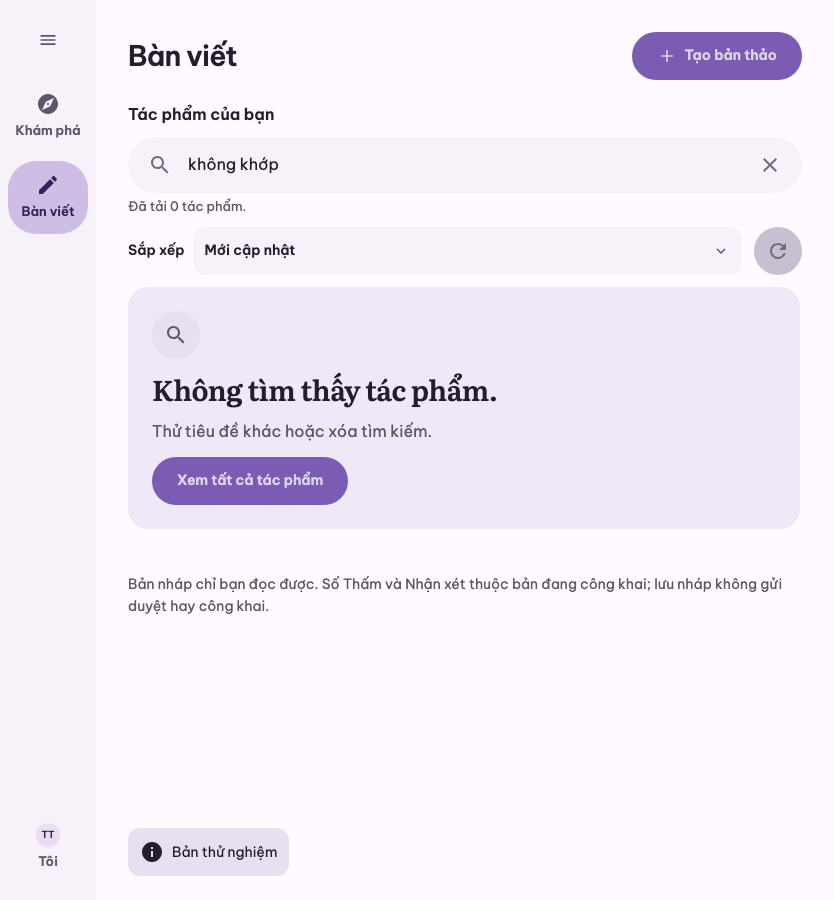 Bàn viết
Tạo bản thảo
Khám phá
Bàn viết
Tác phẩm của bạn
không khớp
Đã tải 0 tác phẩm.
Sắp xếp
Mới cập nhật
Không tìm thấy tác phẩm.
Thử tiêu đề khác hoặc xóa tìm kiếm.
Xem tất cả tác phẩm
Bản nháp chỉ bạn đọc được. Số Thấm và Nhận xét thuộc bản đang công khai; lưu nháp không gửi
duyệt hay công khai.
TT
Tôi
Bản thử nghiệm